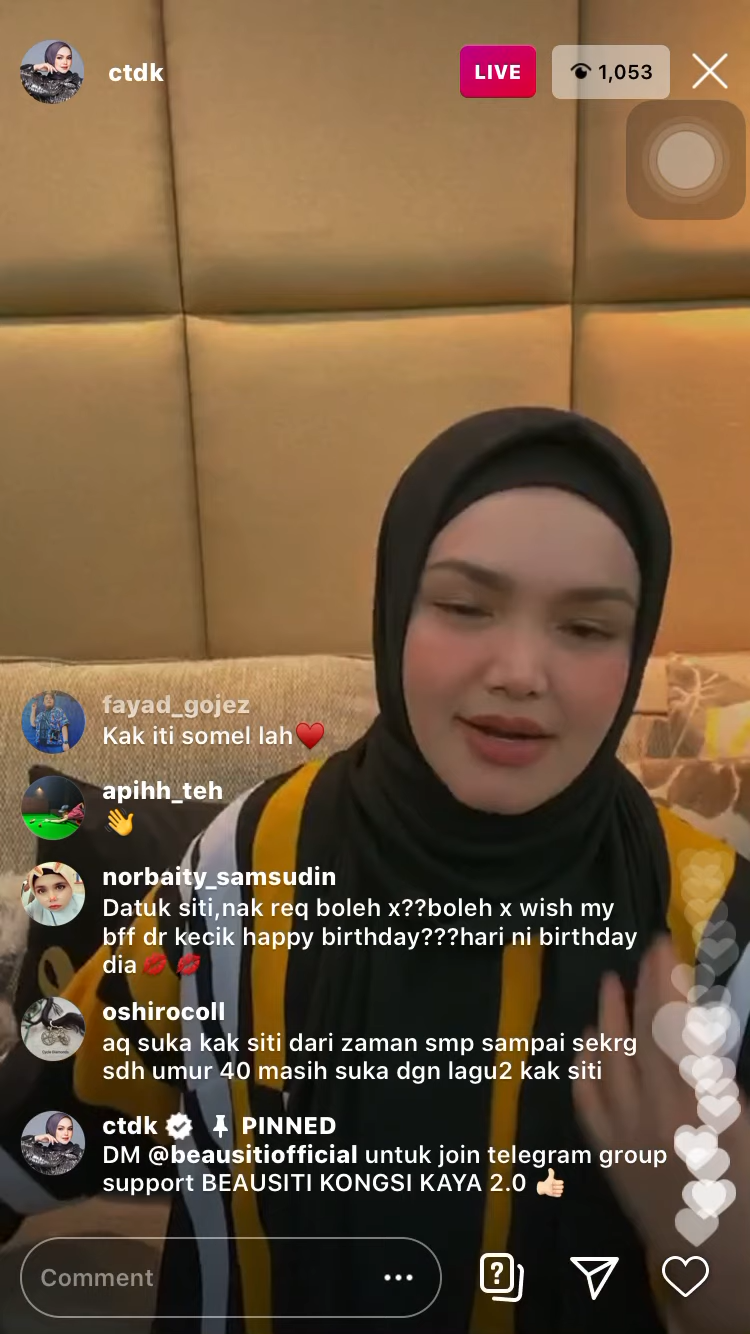 ctdk
LIVE
1,053
fayad_gojez
Kak iti somel lah♥️
apihh_teh
👋
norbaity_samsudin
Datuk siti,nak req boleh x??boleh x wish my
bff dr kecik happy birthday???hari ni birthday
dia💋 💋
oshirocoll
aq suka kak siti dari zaman smp sampai sekrg
sdh umur 40 masih suka dgn lagu2 kak siti
ctdk PINNED
DM @beausitiofficial untuk join telegram group
support BEAUSITI KONGSI KAYA 2.0 👍🏻
Comment